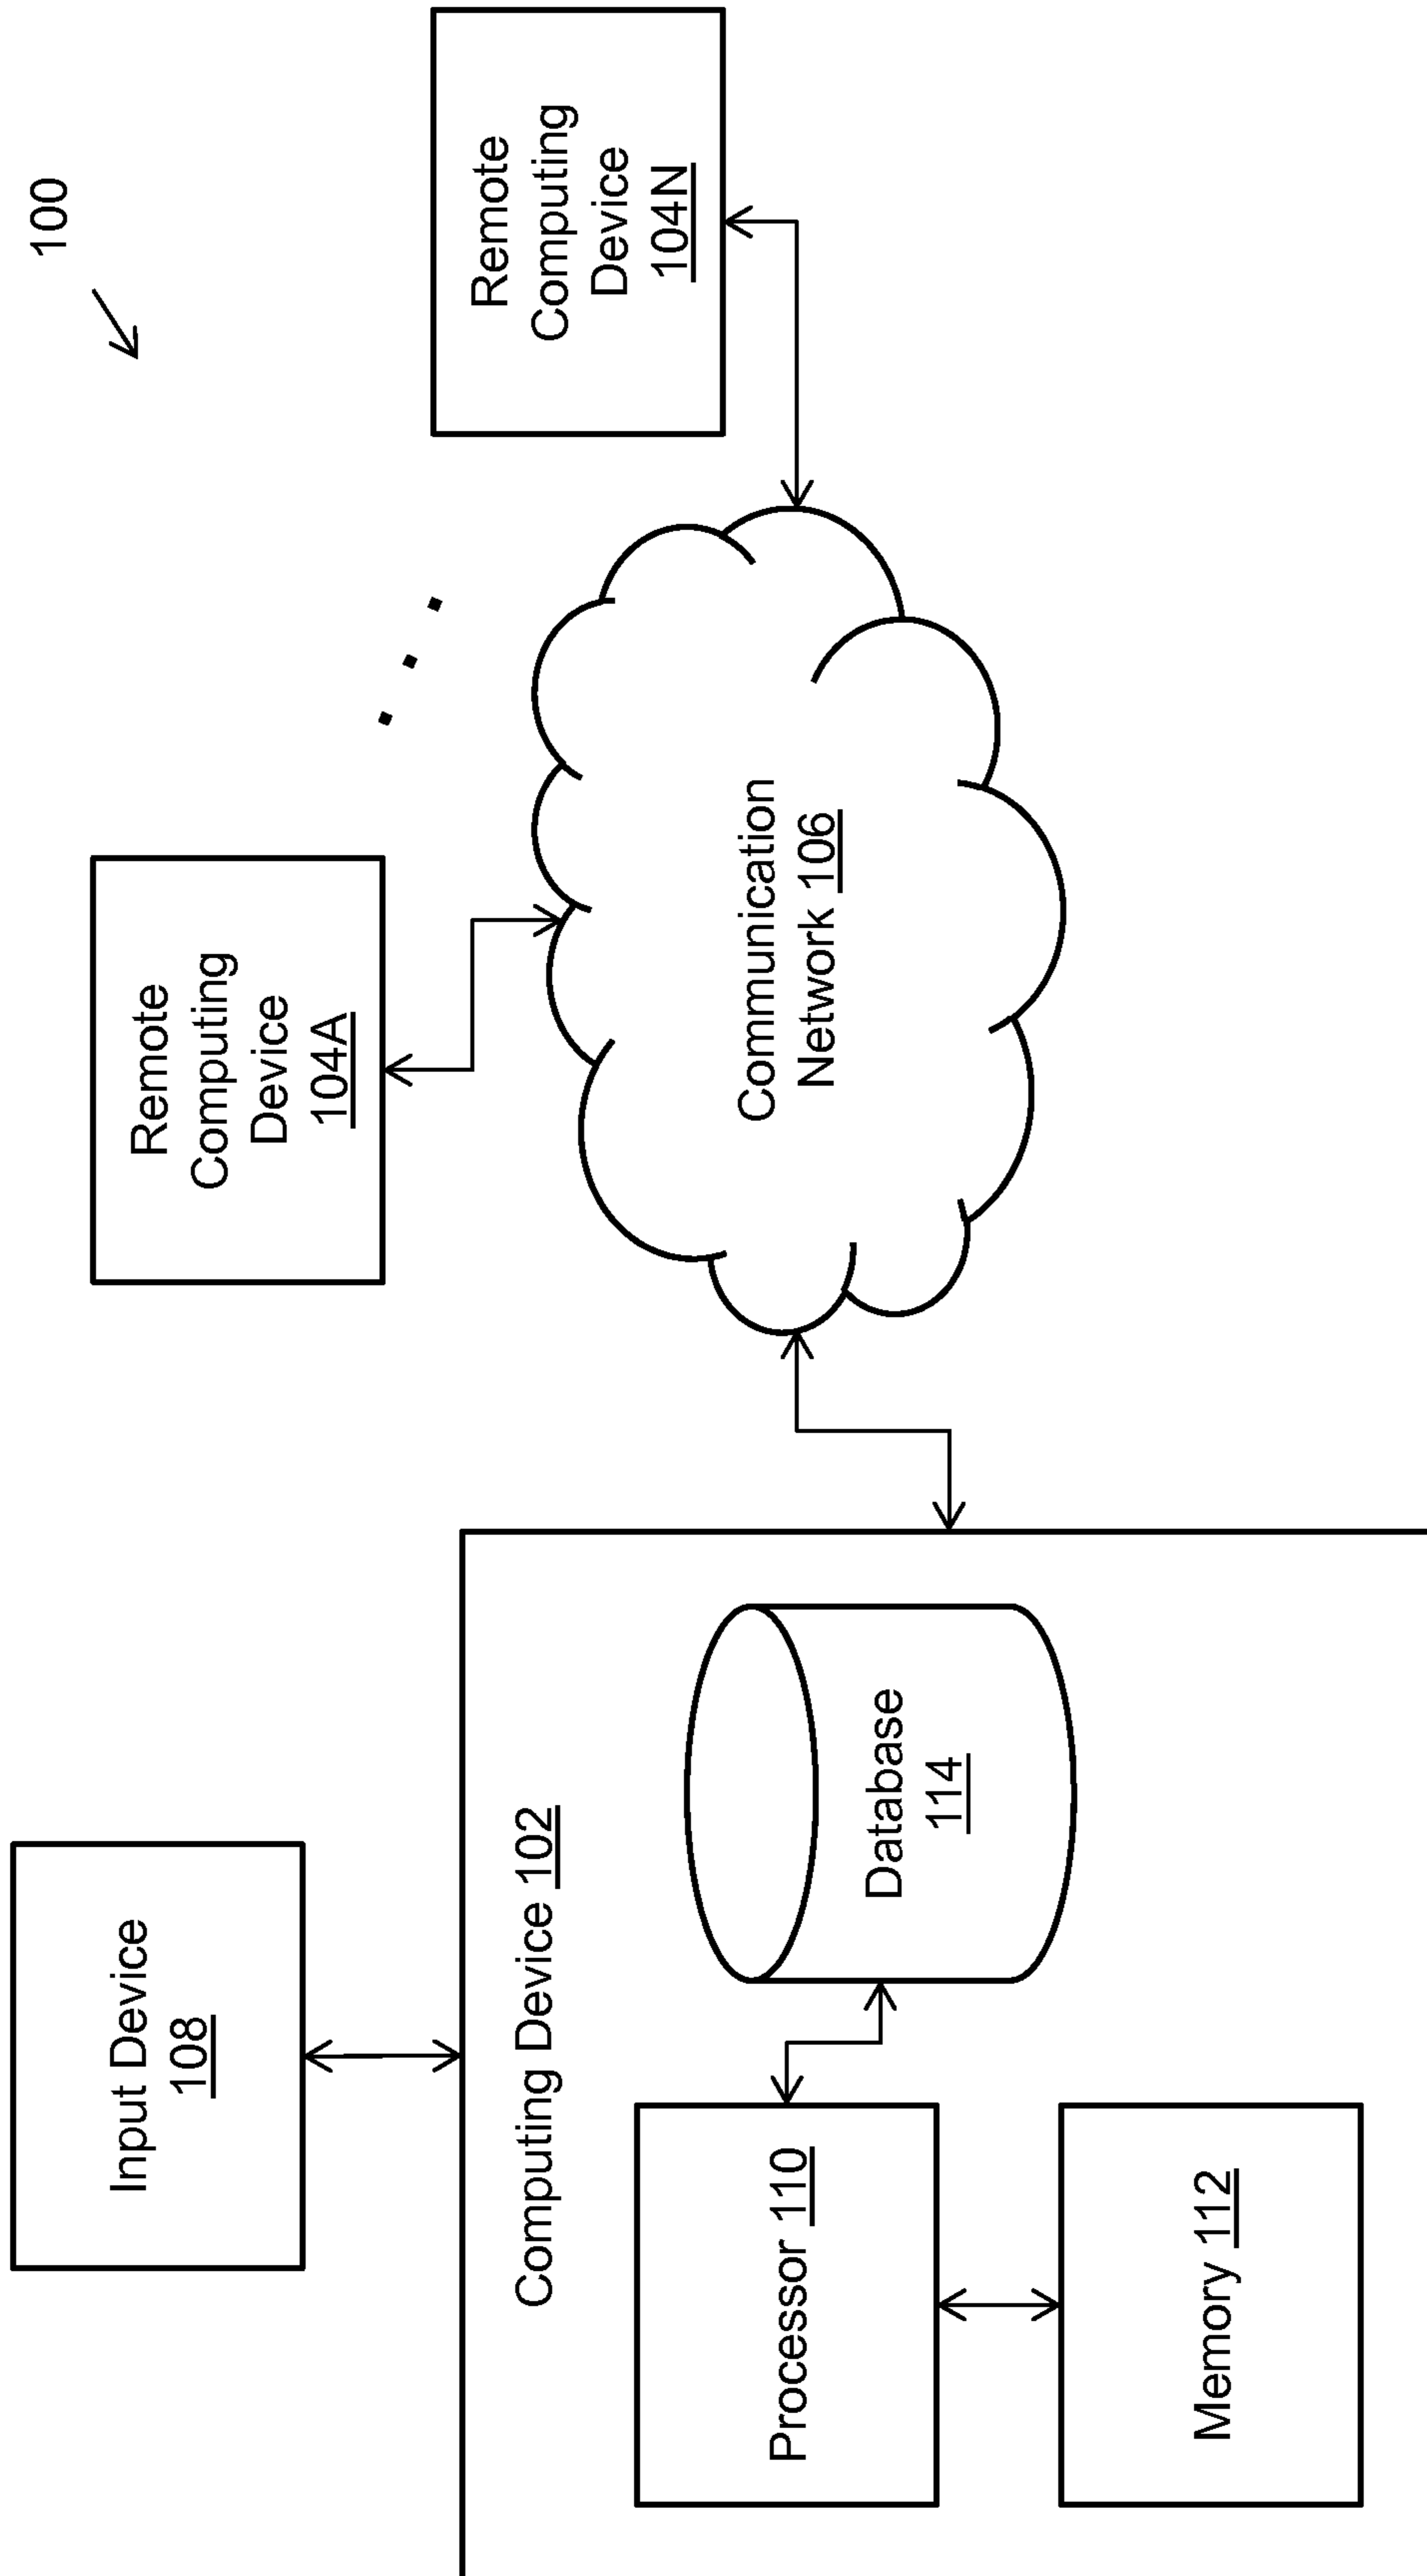 100
Remote
Computing
Device
104A
Remote
Computing
Device
104N
Input Device
108
Communication
Network 106
Computing Device 102
Database
114
Processor 110
Memory 112